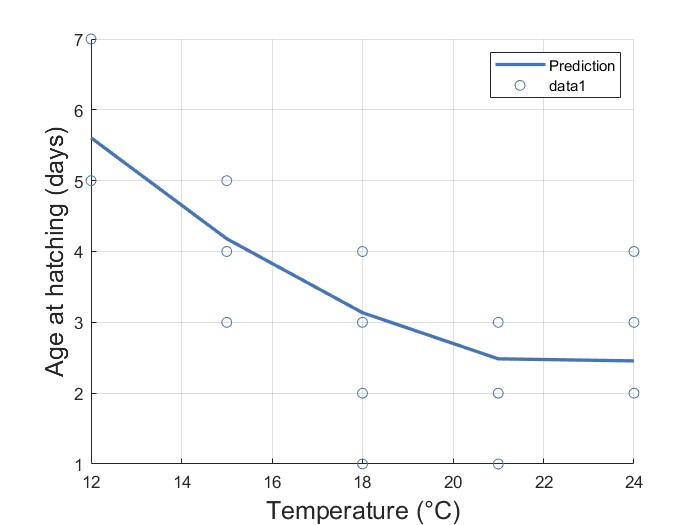 Prediction
data1
7
6
5
4
3
2
1
Age at hatching (days)
12 14 16 18 20 22 24
Temperature (°C)